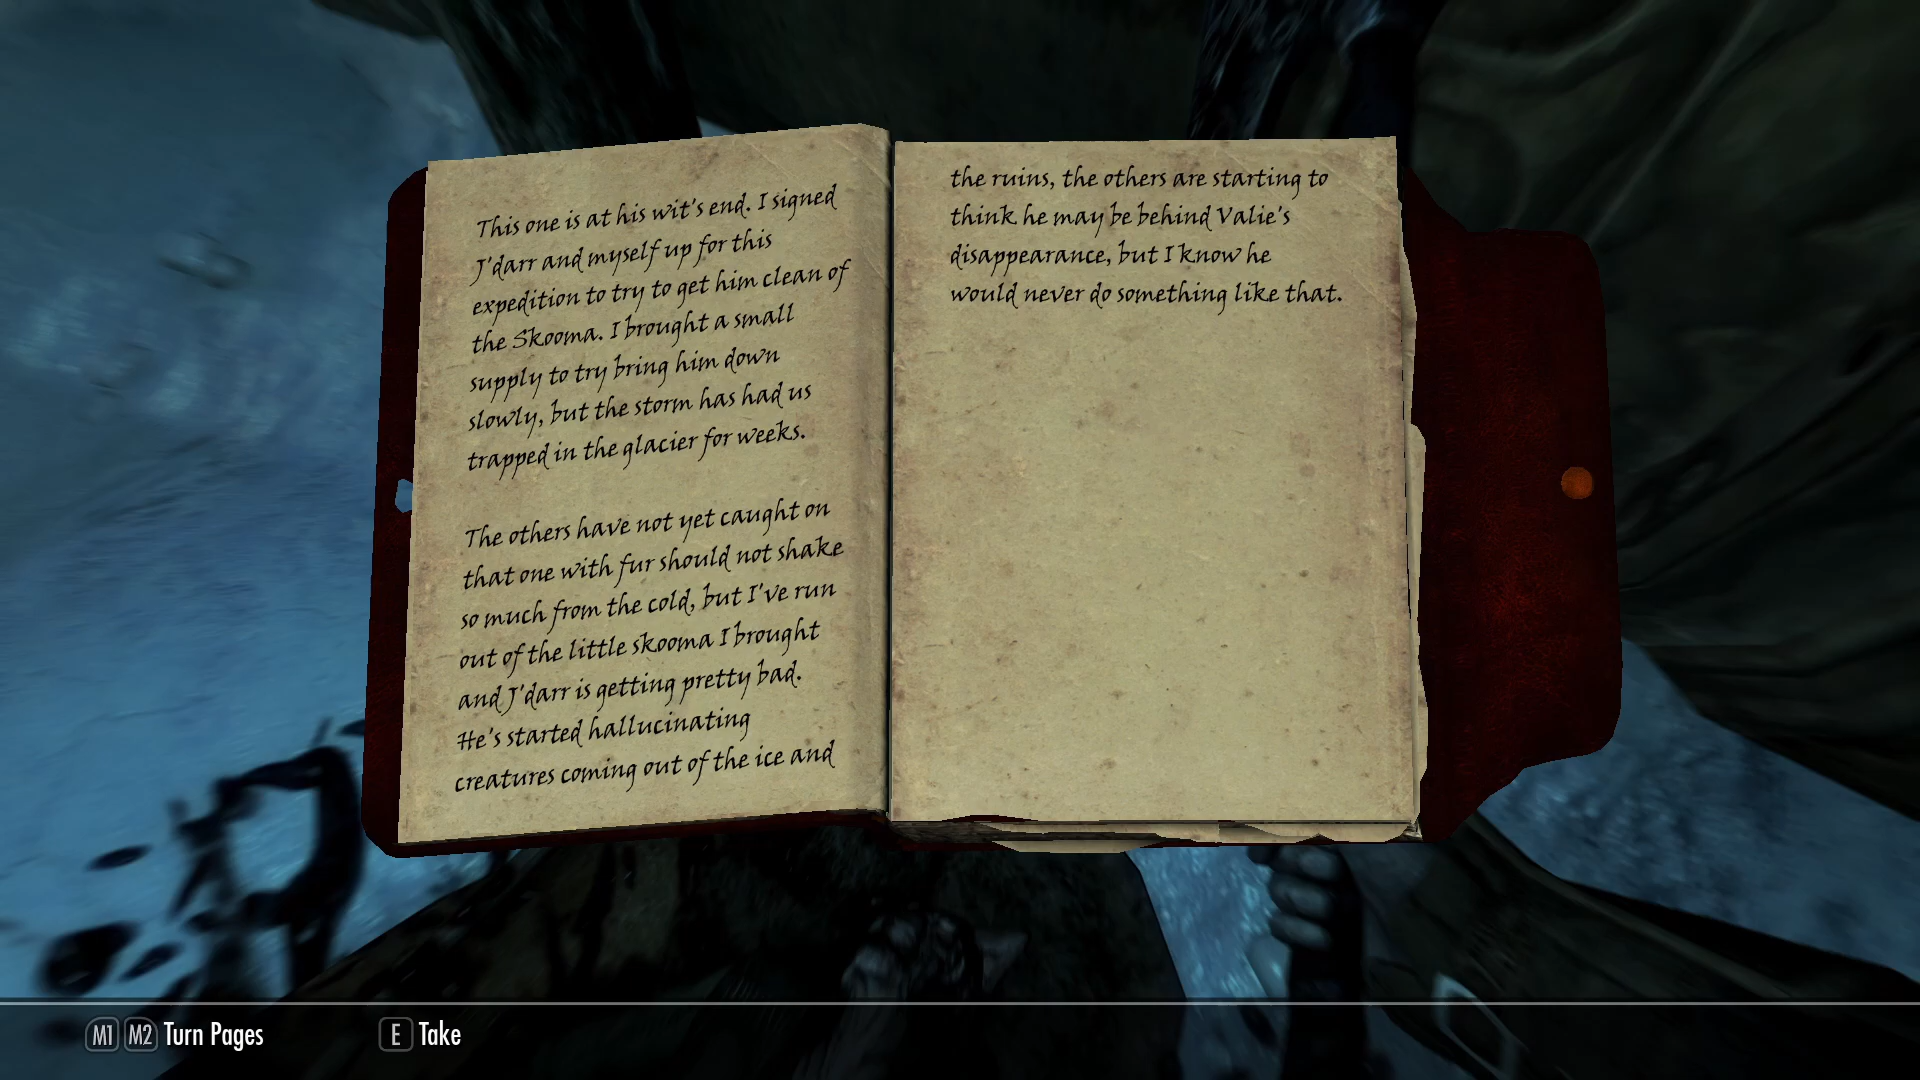 This one is at his wit's end. I signed
J'darr and myself up for this
expedition to try to get him clean of
the Skooma. I brought a small
supply to try bring him down
slowly, but the storm has had us
trapped in the glacier for weeks.
The others have not yet caught on
that one with fur should not shake
so much from the cold, but I've run
out of the little skooma I brought
and J'darr is getting pretty bad.
He's started hallucinating
creatures coming out of the ice and
the ruins, the others are starting to
think he may be behind Valie's
disappearance, but I know he
would never do something like that.
M1 M2 Turn Pages
E Take